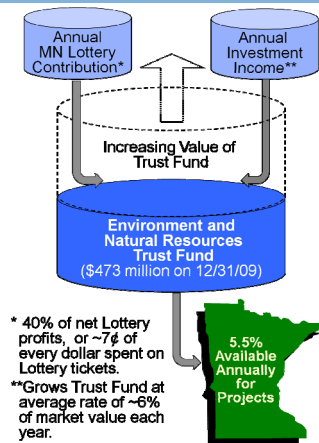 Annual
MN Lottery
Contribution*
Annual
Investment
Income**
Increasing Value of
Trust Fund
Environment and
Natural Resources
Trust Fund
($473 million on 12/31/09)
* 40% of net Lottery
profits, or ~7¢ of
every dollar spent on
Lottery tickets.
**Grows Trust Fund at
average rate of ~6%
of market value each
year.
5.5%
Available
Annually
for
Projects